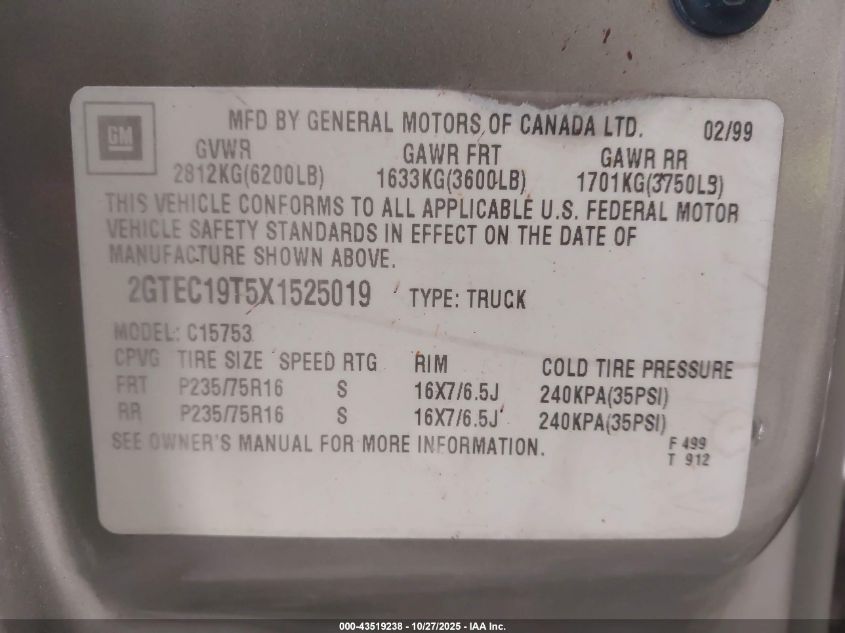 GM
MFD BY GENERAL MOTORS OF CANADA LTD. 02/99
GVWR GAWR FRT GAWR RR
2812KG(6200LB) 1633KG(3600LB) 1701KG(3750LB)
THIS VEHICLE CONFORMS TO ALL APPLICABLE U.S. FEDERAL MOTOR
VEHICLE SAFETY STANDARDS IN EFFECT ON THE DATE OF
MANUFACTURE SHOWN ABOVE.
2GTEC19T5X1525019 TYPE: TRUCK
MODEL: C15753
CPVG TIRE SIZE SPEED RTG RIM COLD TIRE PRESSURE
FRT P235/75R16 S 16X7/6.5J 240KPA(35PSI)
RR P235/75R16 S 16X7/6.5J 240KPA(35PSI)
SEE OWNER'S MANUAL FOR MORE INFORMATION.
F 499
T 912
000-43519238 - 10/27/2025 - IAA Inc.